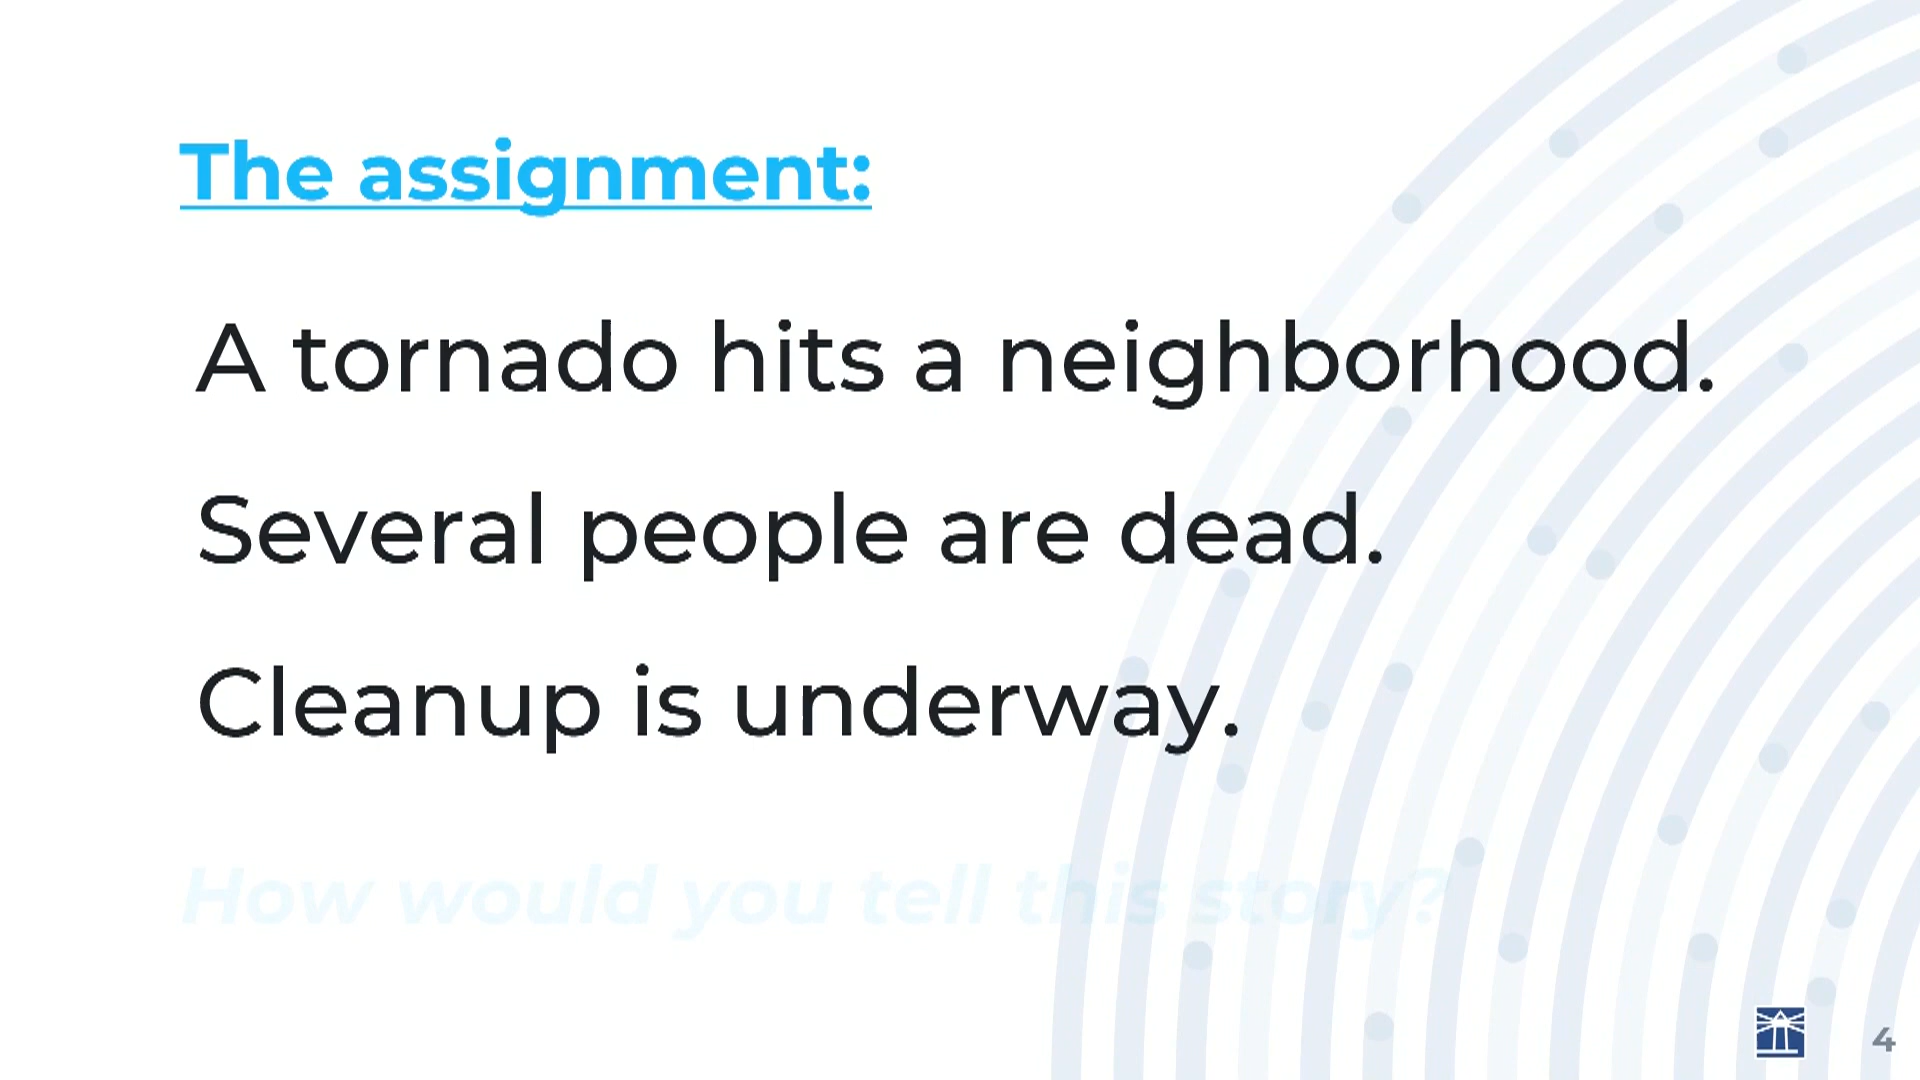 The assignment:
A tornado hits a neighborhood.
Several people are dead.
Cleanup is underway.
How would you tell this story?
4